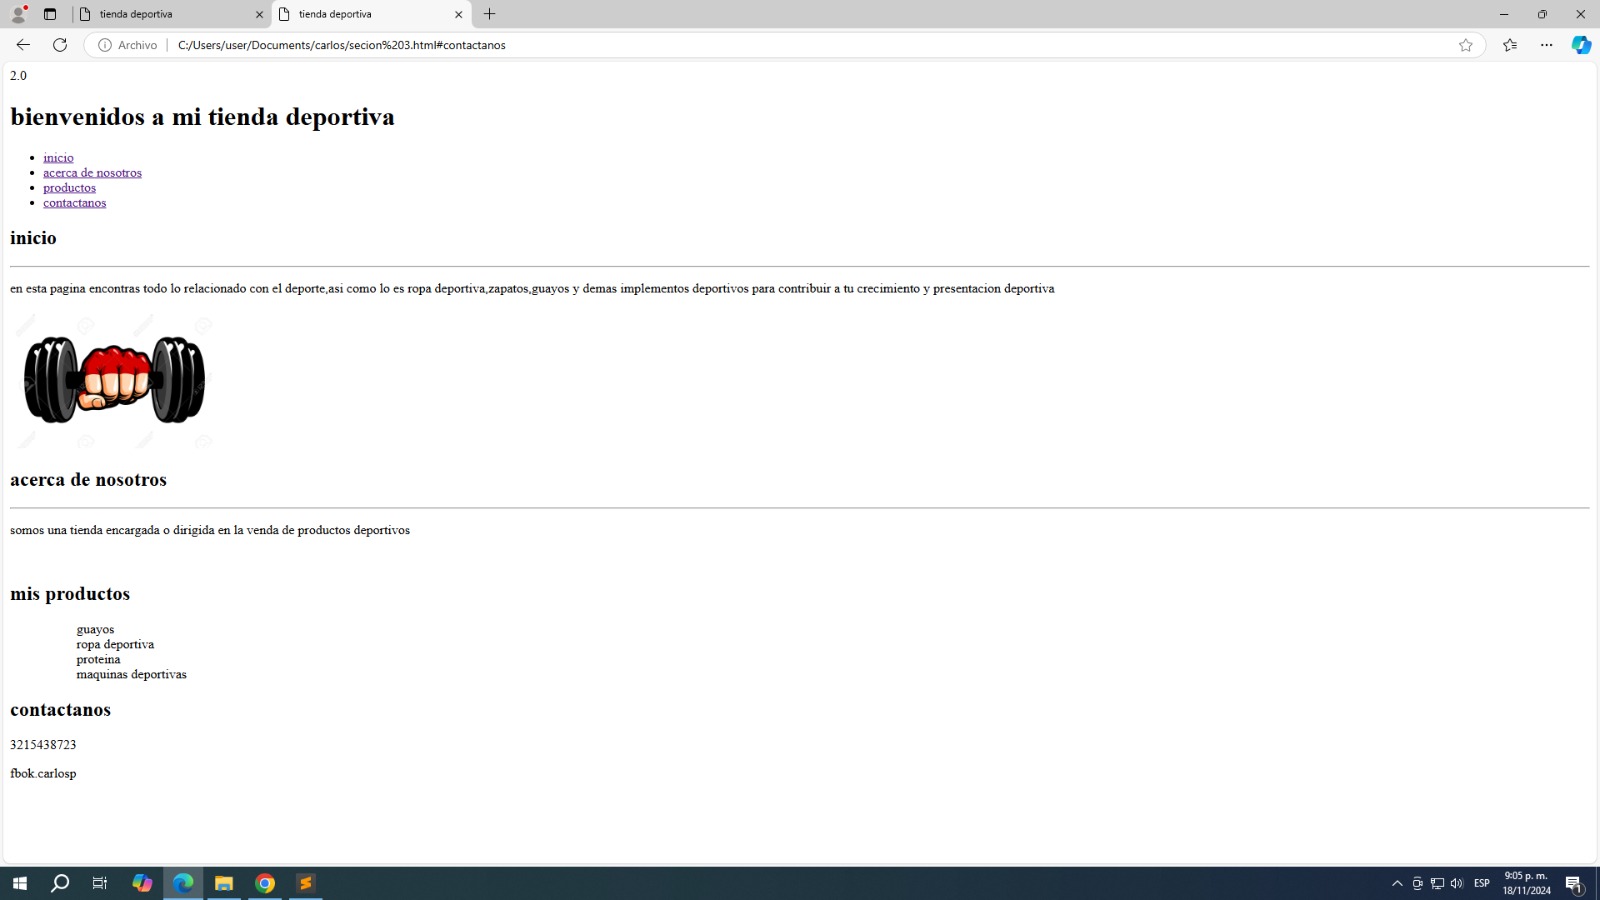 tienda deportiva
tienda deportiva
Archivo
C:/Users/user/Documents/carlos/secion%203.html#contactanos
2.0
bienvenidos a mi tienda deportiva
inicio
acerca de nosotros
productos
contactanos
inicio
en esta pagina encontras todo lo relacionado con el deporte,asi como lo es ropa deportiva,zapatos,guayos y demas implementos deportivos para contribuir a tu crecimiento y presentacion deportiva
acerca de nosotros
somos una tienda encargada o dirigida en la venda de productos deportivos
mis productos
guayos
ropa deportiva
proteina
maquinas deportivas
contactanos
3215438723
fbok.carlosp
ESP
9:05 p. m.
18/11/2024
1